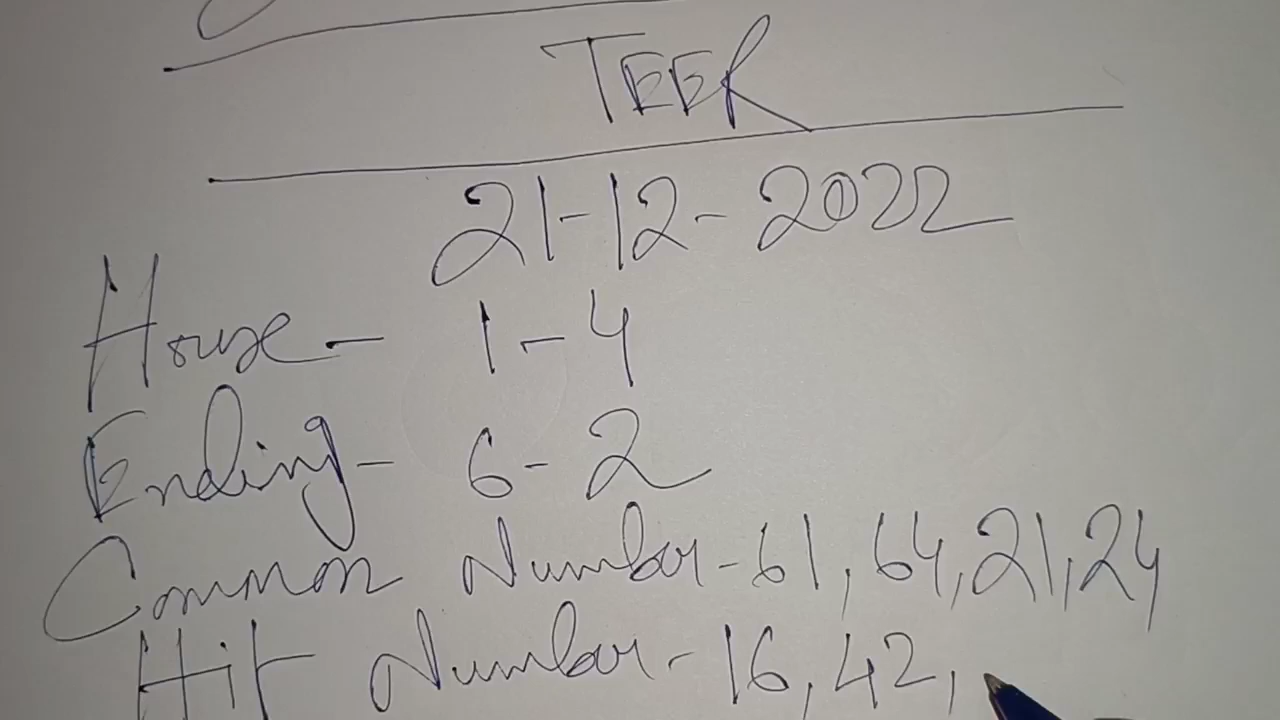 TEER
21-12-2022
House - 1-4
Ending - 6-2
Common Number - 61, 64, 21, 24
Hit Number - 16, 42,